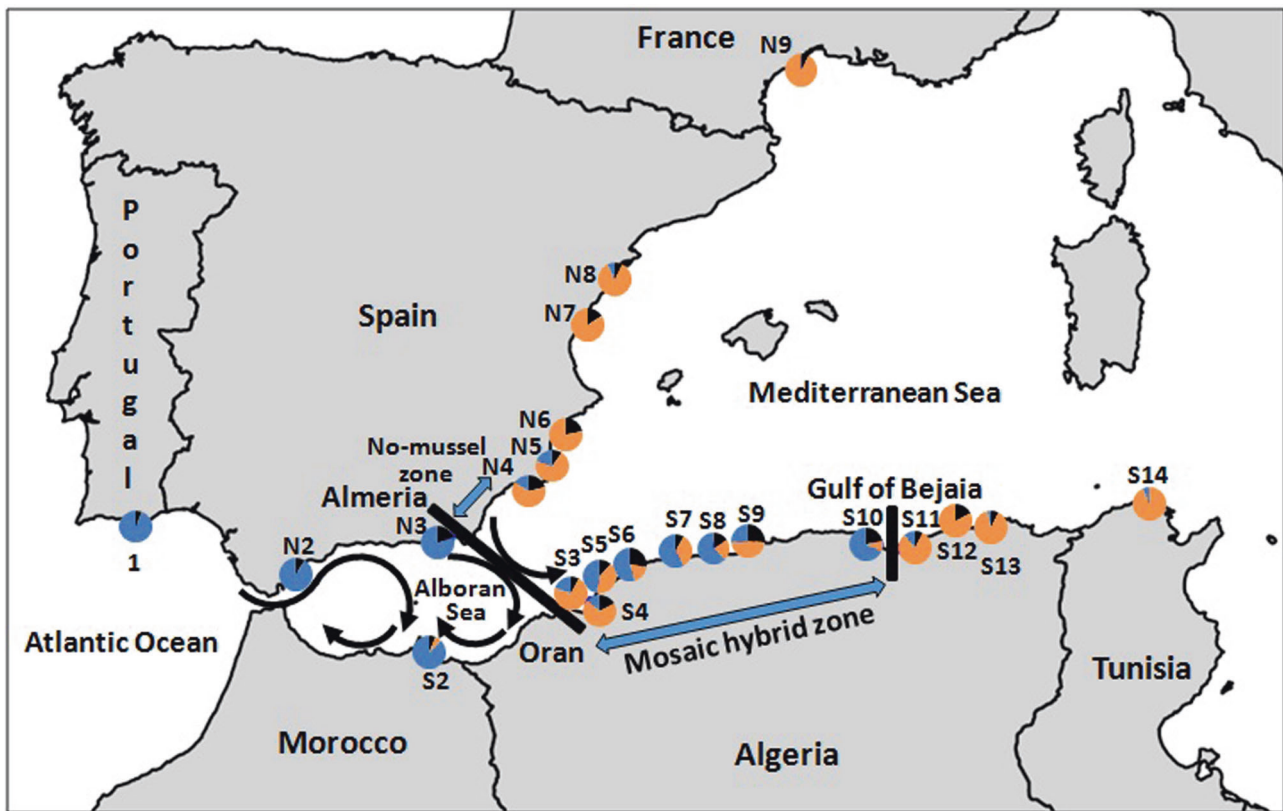 France
N9
Portugal
Spain
N8
N7
Mediterranean Sea
N6
N5
No-mussel
zone
N4
Almeria
N3
1
N2
Alboran
Sea
S2
Atlantic Ocean
Oran
S3
S5
S6
S4
S7
S8
S9
Gulf of Bejaia
S10
S11
S12
S13
S14
Mosaic hybrid zone
Tunisia
Morocco
Algeria